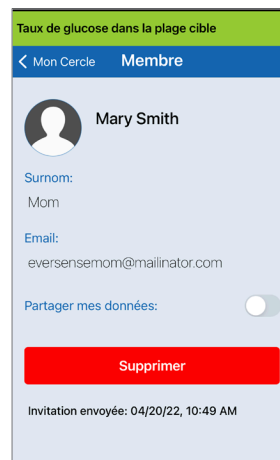 Taux de glucose dans la plage cible
Mon Cercle Membre
Mary Smith
Surnom:
Mom
Email:
eversensemom@mailinator.com
Partager mes données:
Supprimer
Invitation envoyée: 04/20/22, 10:49 AM